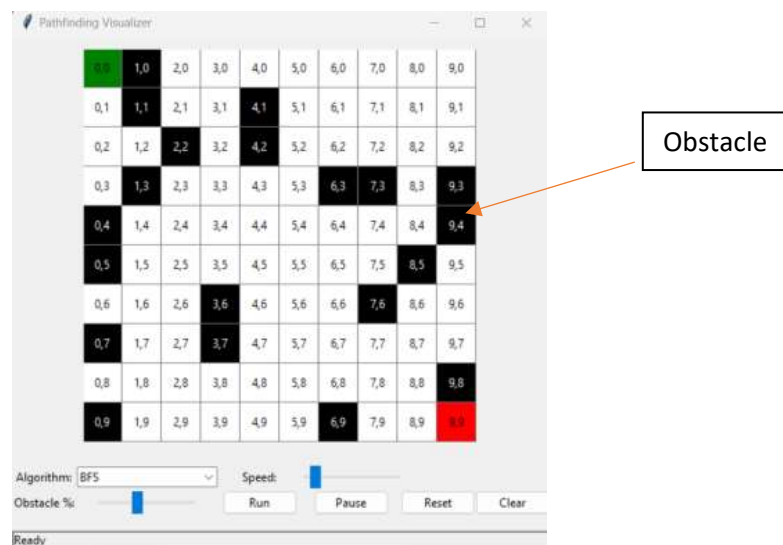 Pathfinding Visualizer
0,0 1,0 2,0 3,0 4,0 5,0 6,0 7,0 8,0 9,0
0,1 1,1 2,1 3,1 4,1 5,1 6,1 7,1 8,1 9,1
0,2 1,2 2,2 3,2 4,2 5,2 6,2 7,2 8,2 9,2
Obstacle
0,3 1,3 2,3 3,3 4,3 5,3 6,3 7,3 8,3 9,3
0,4 1,4 2,4 3,4 4,4 5,4 6,4 7,4 8,4 9,4
0,5 1,5 2,5 3,5 4,5 5,5 6,5 7,5 8,5 9,5
0,6 1,6 2,6 3,6 4,6 5,6 6,6 7,6 8,6 9,6
0,7 1,7 2,7 3,7 4,7 5,7 6,7 7,7 8,7 9,7
0,8 1,8 2,8 3,8 4,8 5,8 6,8 7,8 8,8 9,8
0,9 1,9 2,9 3,9 4,9 5,9 6,9 7,9 8,9 9,9
Algorithm: BFS Speed:
Obstacle %: Run Pause Reset Clear
Ready